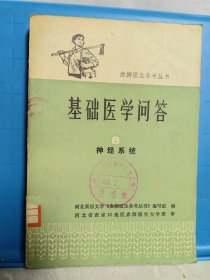 赤脚医生参考丛书
基础医学问答
二
神经系统
河北新医大学《赤脚医生参考丛书》编写组 编
河北省张家口地区赤脚医生大学 审